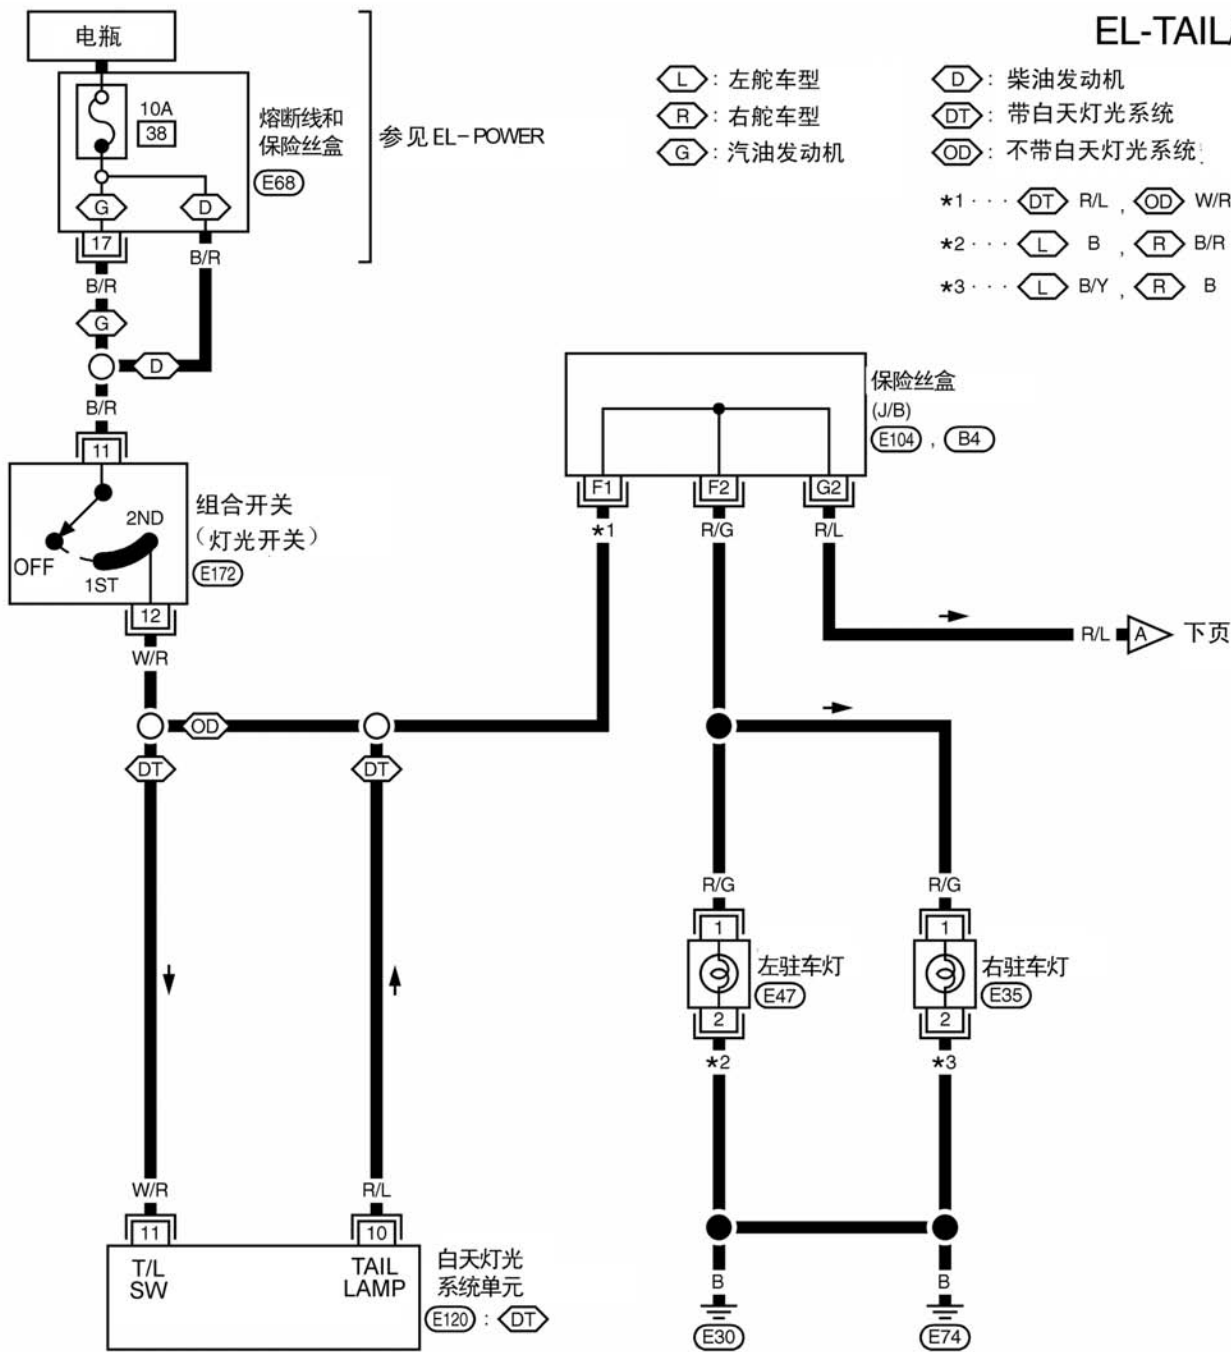 EL-TAIL
电瓶
10A
38
熔断线和
保险丝盒
E68
参见 EL-POWER
G
D
17
B/R
B/R
G
D
B/R
11
L : 左舵车型
R : 右舵车型
G : 汽油发动机
D : 柴油发动机
DT : 带白天灯光系统
OD : 不带白天灯光系统
*1 · · · DT R/L , OD W/R
*2 · · · L B , R B/R
*3 · · · L B/Y , R B
保险丝盒
(J/B)
E104 , B4
F1
F2
G2
*1
R/G
R/L
2ND
OFF
1ST
组合开关
(灯光开关)
E172
12
W/R
R/L
A
下页
OD
DT
DT
R/G
R/G
1
1
左驻车灯
E47
右驻车灯
E35
2
2
*2
*3
W/R
R/L
11
10
T/L
SW
TAIL
LAMP
白天灯光
系统单元
E120 : DT
B
B
E30
E74